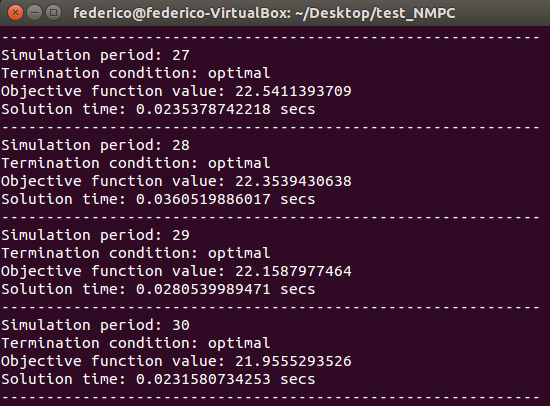 federico@federico-VirtualBox: ~/Desktop/test_NMPC
------------------------------------------------------------
Simulation period: 27
Termination condition: optimal
Objective function value: 22.5411393709
Solution time: 0.0235378742218 secs
------------------------------------------------------------
Simulation period: 28
Termination condition: optimal
Objective function value: 22.3539430638
Solution time: 0.0360519886017 secs
------------------------------------------------------------
Simulation period: 29
Termination condition: optimal
Objective function value: 22.1587977464
Solution time: 0.0280539989471 secs
------------------------------------------------------------
Simulation period: 30
Termination condition: optimal
Objective function value: 21.9555293526
Solution time: 0.0231580734253 secs
------------------------------------------------------------